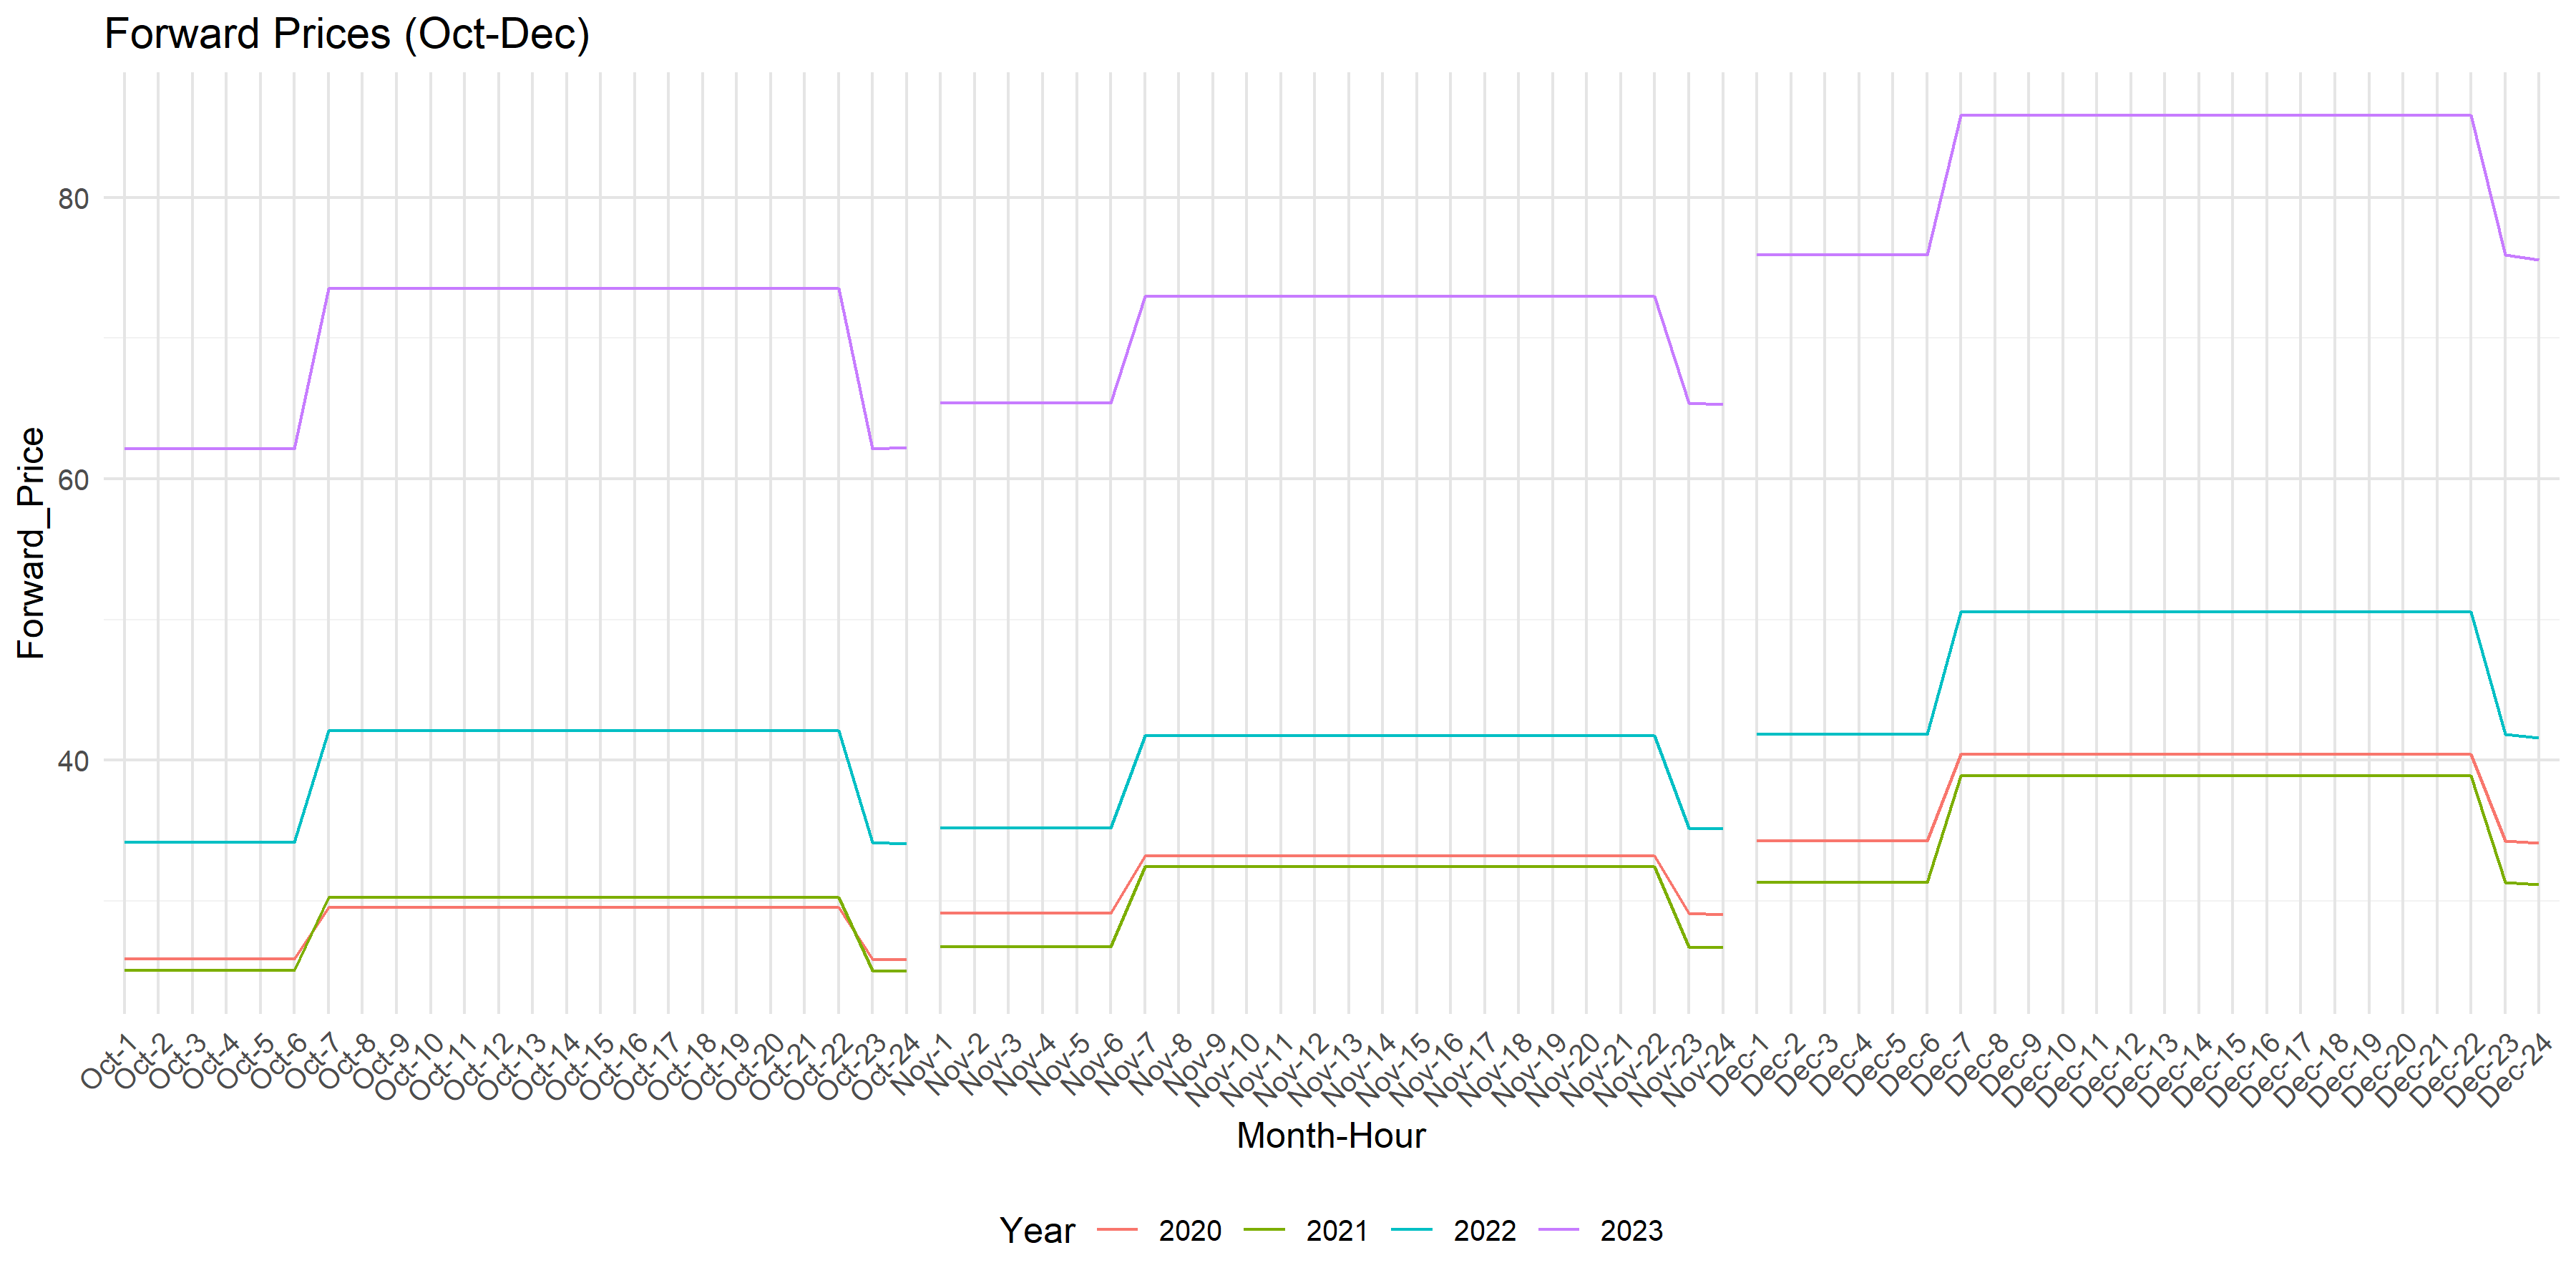 Forward Prices (Oct-Dec)
Forward_Price
80
60
40
Oct-1
Oct-2
Oct-3
Oct-4
Oct-5
Oct-6
Oct-7
Oct-8
Oct-9
Oct-10
Oct-11
Oct-12
Oct-13
Oct-14
Oct-15
Oct-16
Oct-17
Oct-18
Oct-19
Oct-20
Oct-21
Oct-22
Oct-23
Oct-24
Nov-1
Nov-2
Nov-3
Nov-4
Nov-5
Nov-6
Nov-7
Nov-8
Nov-9
Nov-10
Nov-11
Nov-12
Nov-13
Nov-14
Nov-15
Nov-16
Nov-17
Nov-18
Nov-19
Nov-20
Nov-21
Nov-22
Nov-23
Nov-24
Dec-1
Dec-2
Dec-3
Dec-4
Dec-5
Dec-6
Dec-7
Dec-8
Dec-9
Dec-10
Dec-11
Dec-12
Dec-13
Dec-14
Dec-15
Dec-16
Dec-17
Dec-18
Dec-19
Dec-20
Dec-21
Dec-22
Dec-23
Dec-24
Month-Hour
Year 2020 2021 2022 2023